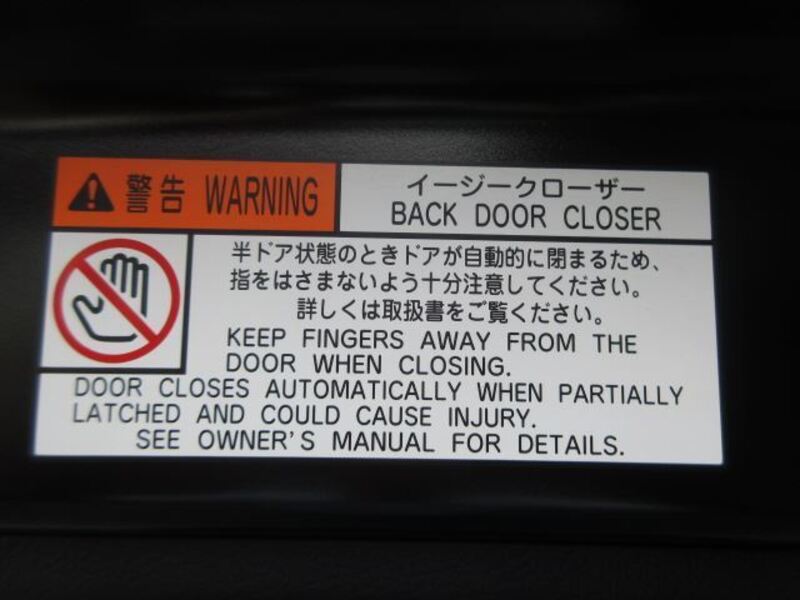 警告 WARNING
イージークローザー
BACK DOOR CLOSER
半ドア状態のときドアが自動的に閉まるため、
指をはさまないよう十分注意してください。
詳しくは取扱書をご覧ください。
KEEP FINGERS AWAY FROM THE
DOOR WHEN CLOSING.
DOOR CLOSES AUTOMATICALLY WHEN PARTIALLY
LATCHED AND COULD CAUSE INJURY.
SEE OWNER'S MANUAL FOR DETAILS.